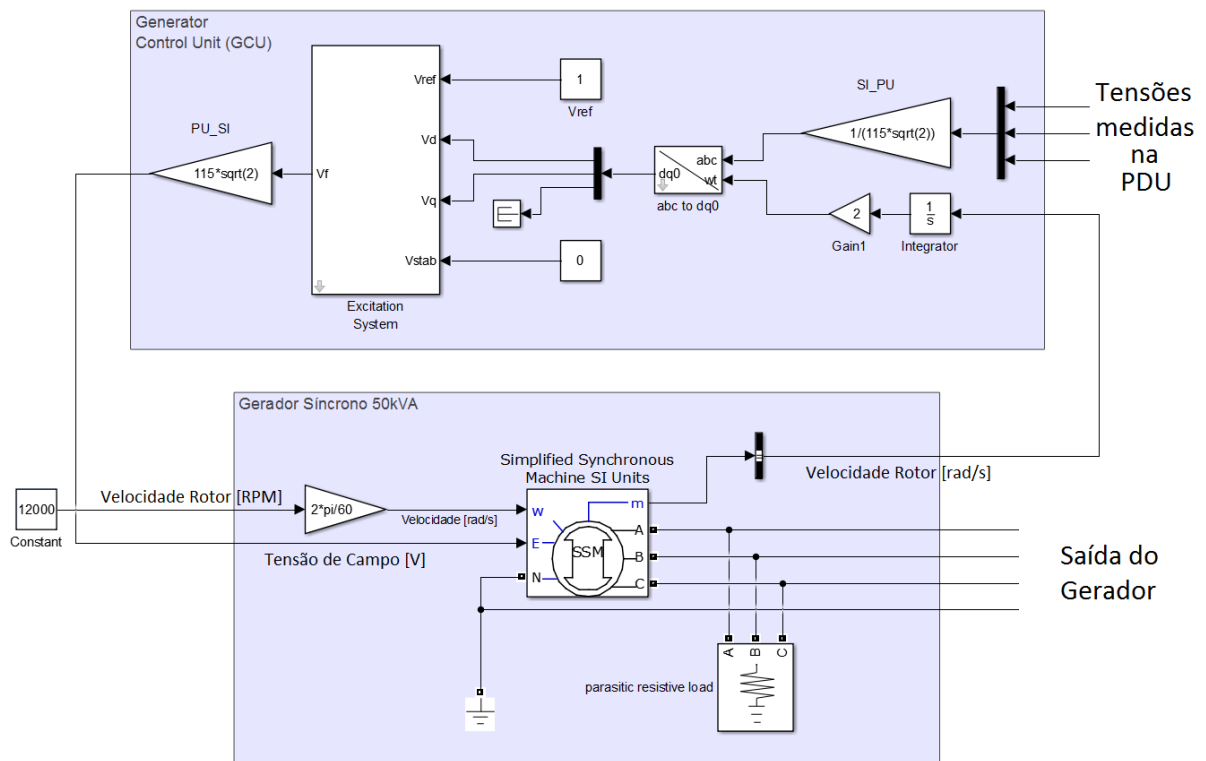 Generator
Control Unit (GCU)
Vref
Vd
Vq
Vstab
Vf
Excitation
System
PU_SI
115*sqrt(2)
1
Vref
0
abc
dq0
wt
abc to dq0
SI_PU
1/(115*sqrt(2))
2
Gain1
1
s
Integrator
Tensões
medidas
na
PDU
Gerador Síncrono 50kVA
12000
Constant
Velocidade Rotor [RPM]
2*pi/60
Velocidade [rad/s]
Tensão de Campo [V]
Simplified Synchronous
Machine SI Units
w
E
N
SSM
m
A
B
C
Velocidade Rotor [rad/s]
Saída do
Gerador
A
B
C
parasitic resistive load